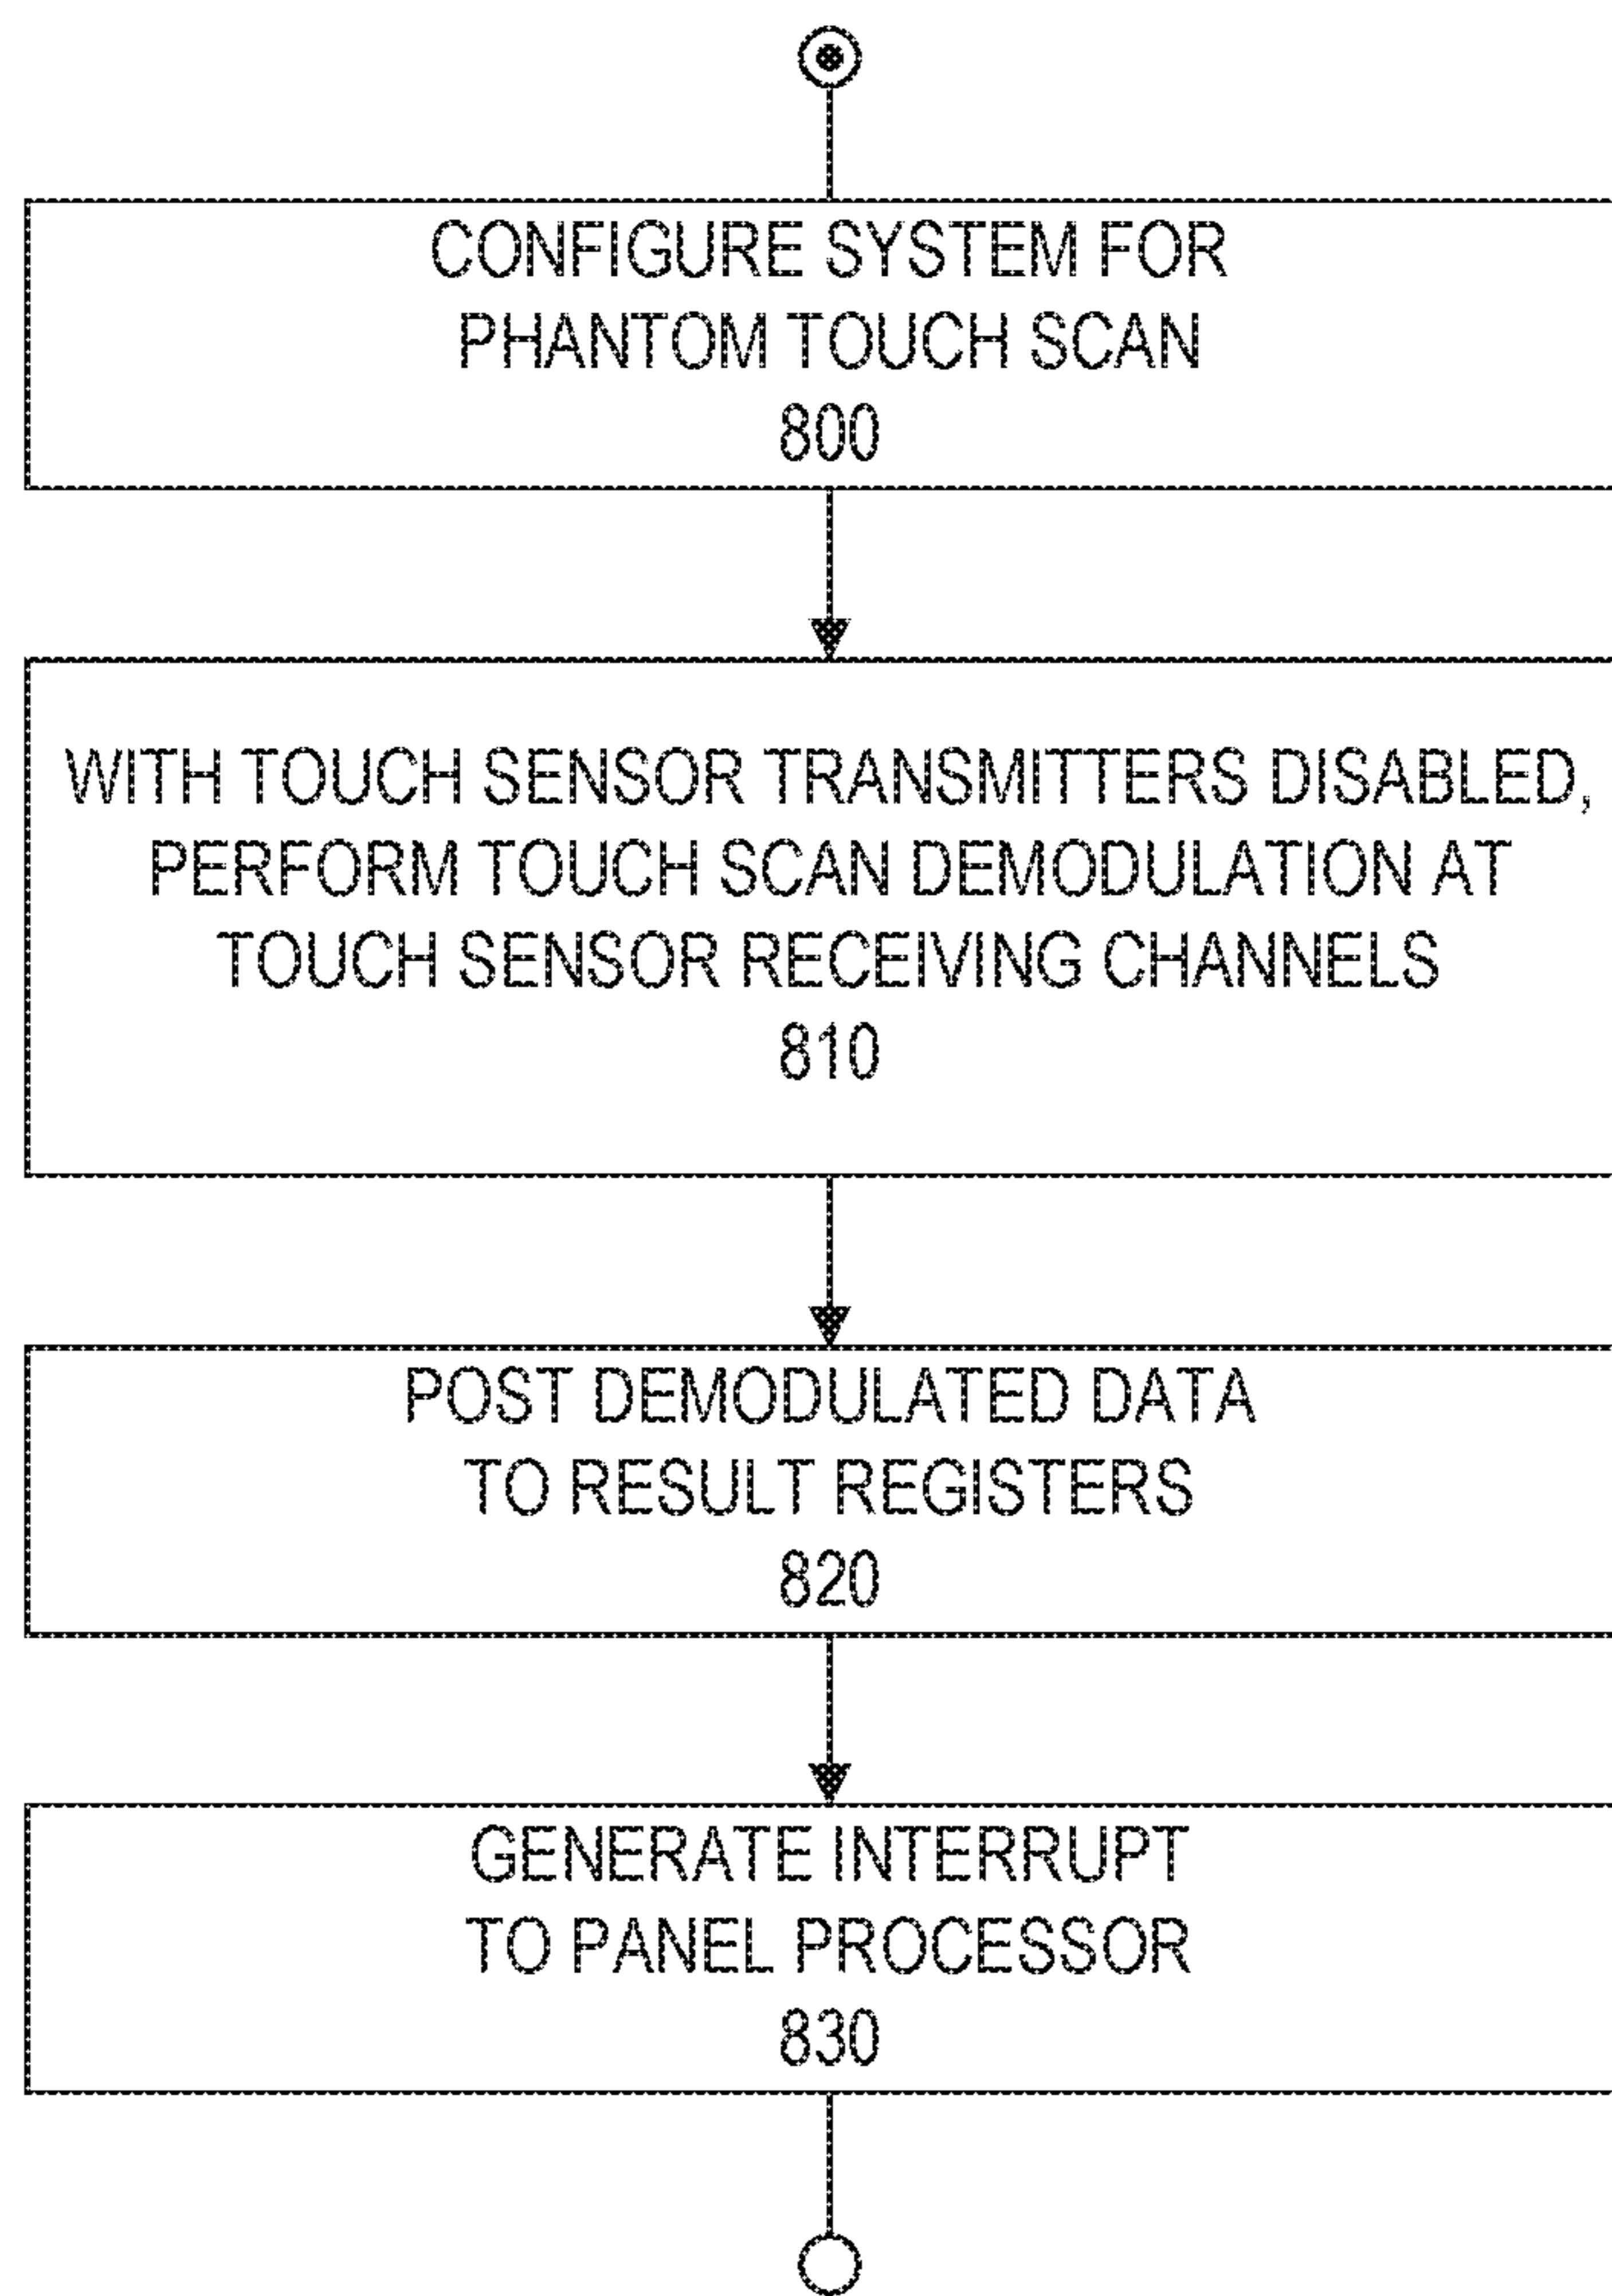 CONFIGURE SYSTEM FOR
PHANTOM TOUCH SCAN
800
WITH TOUCH SENSOR TRANSMITTERS DISABLED,
PERFORM TOUCH SCAN DEMODULATION AT
TOUCH SENSOR RECEIVING CHANNELS
810
POST DEMODULATED DATA
TO RESULT REGISTERS
820
GENERATE INTERRUPT
TO PANEL PROCESSOR
830